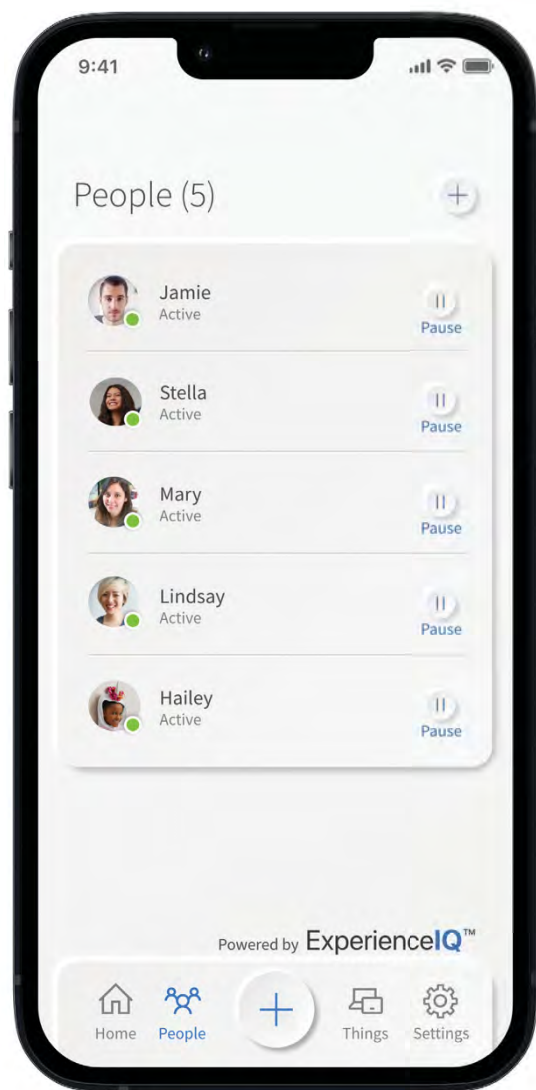 9:41
People (5)
Jamie
Active
Pause
Stella
Active
Pause
Mary
Active
Pause
Lindsay
Active
Pause
Hailey
Active
Pause
Powered by ExperienceIQ™
Home People Things Settings